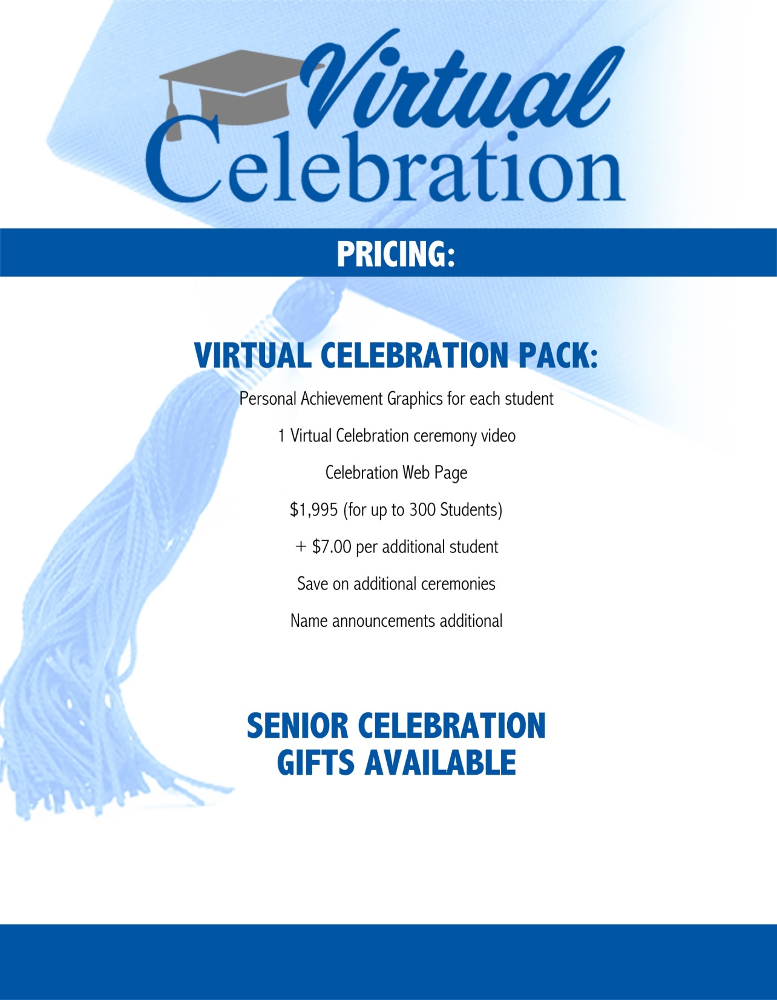 Virtual
Celebration
PRICING:
VIRTUAL CELEBRATION PACK:
Personal Achievement Graphics for each student
1 Virtual Celebration ceremony video
Celebration Web Page
$1,995 (for up to 300 Students)
+ $7.00 per additional student
Save on additional ceremonies
Name announcements additional
SENIOR CELEBRATION
GIFTS AVAILABLE